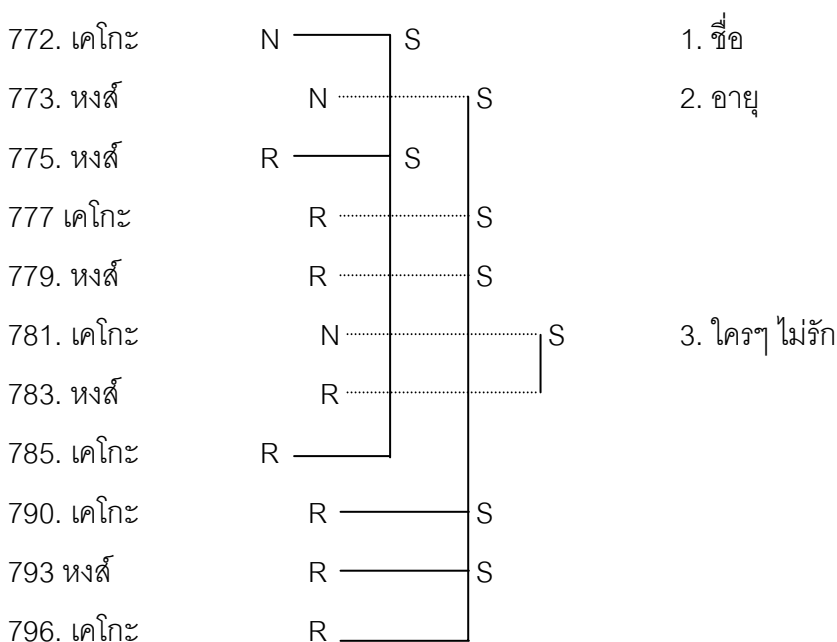 772. เคโกะ N S 1. ชื่อ
773. หงส์ N S 2. อายุ
775. หงส์ R S
777 เคโกะ R S
779. หงส์ R S
781. เคโกะ N S 3. ใครๆ ไม่รัก
783. หงส์ R
785. เคโกะ R
790. เคโกะ R S
793 หงส์ R S
796. เคโกะ R